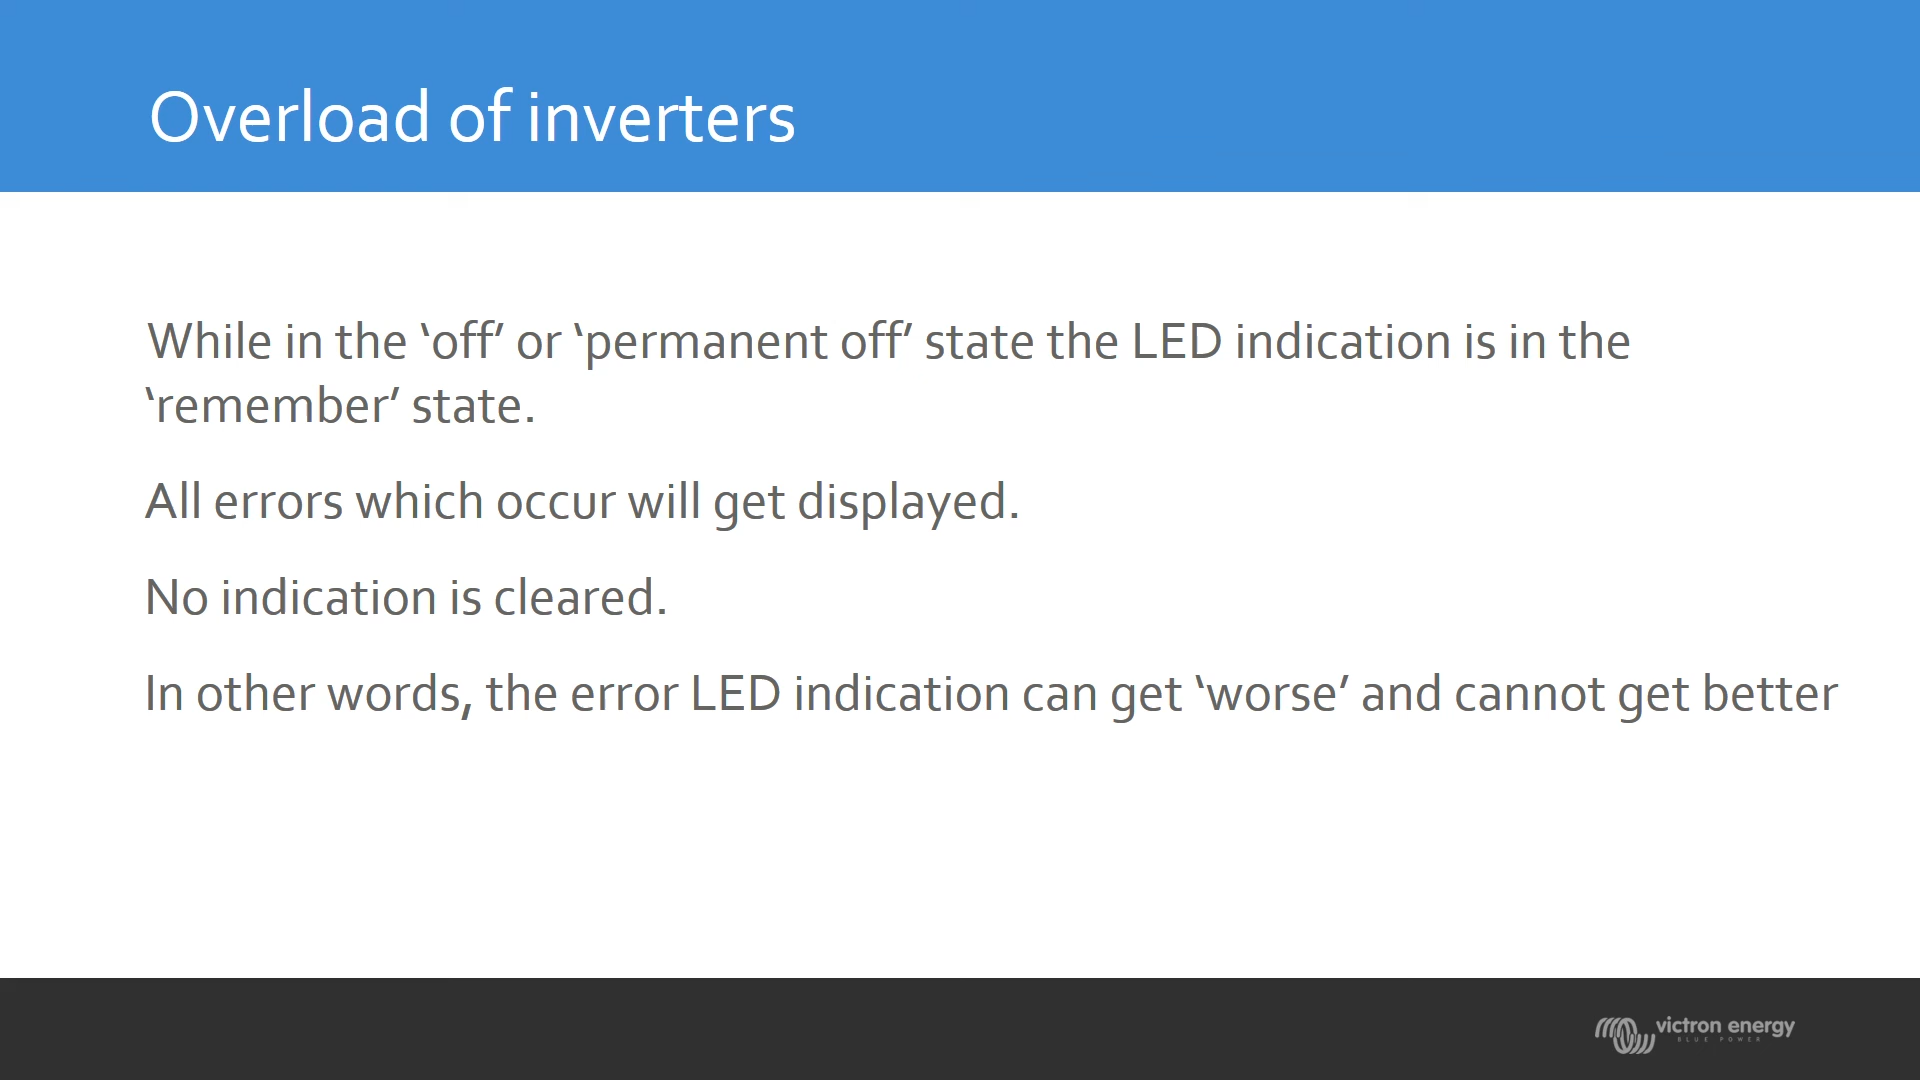 Overload of inverters
While in the ‘off’ or ‘permanent off’ state the LED indication is in the
‘remember’ state.
All errors which occur will get displayed.
No indication is cleared.
In other words, the error LED indication can get ‘worse’ and cannot get better
victron energy
BLUE POWER